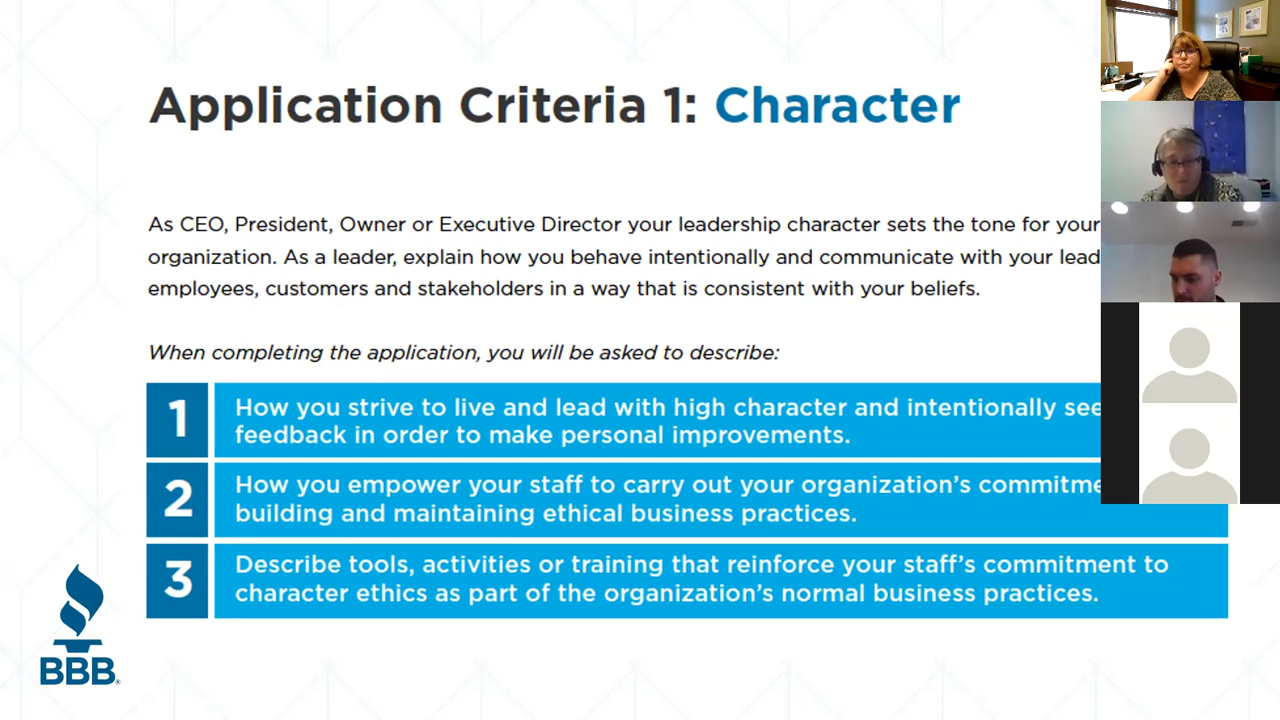 Application Criteria 1: Character
As CEO, President, Owner or Executive Director your leadership character sets the tone for your
organization. As a leader, explain how you behave intentionally and communicate with your lead
employees, customers and stakeholders in a way that is consistent with your beliefs.
When completing the application, you will be asked to describe:
1
How you strive to live and lead with high character and intentionally see
feedback in order to make personal improvements.
2
How you empower your staff to carry out your organization's commitme
building and maintaining ethical business practices.
3
Describe tools, activities or training that reinforce your staff's commitment to
character ethics as part of the organization's normal business practices.
BBB.